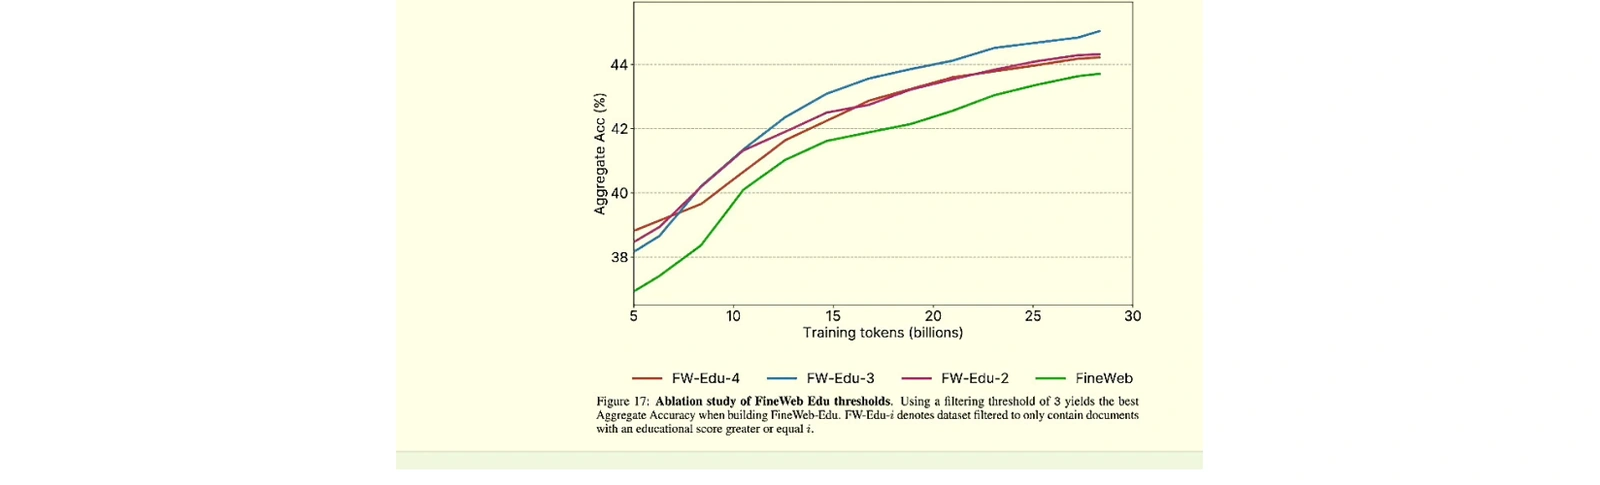 44
42
40
38
Aggregate Acc (%)
5 10 15 20 25 30
Training tokens (billions)
FW-Edu-4 FW-Edu-3 FW-Edu-2 FineWeb
Figure 17: Ablation study of FineWeb Edu thresholds. Using a filtering threshold of 3 yields the best
Aggregate Accuracy when building FineWeb-Edu. FW-Edu-i denotes dataset filtered to only contain documents
with an educational score greater or equal i.